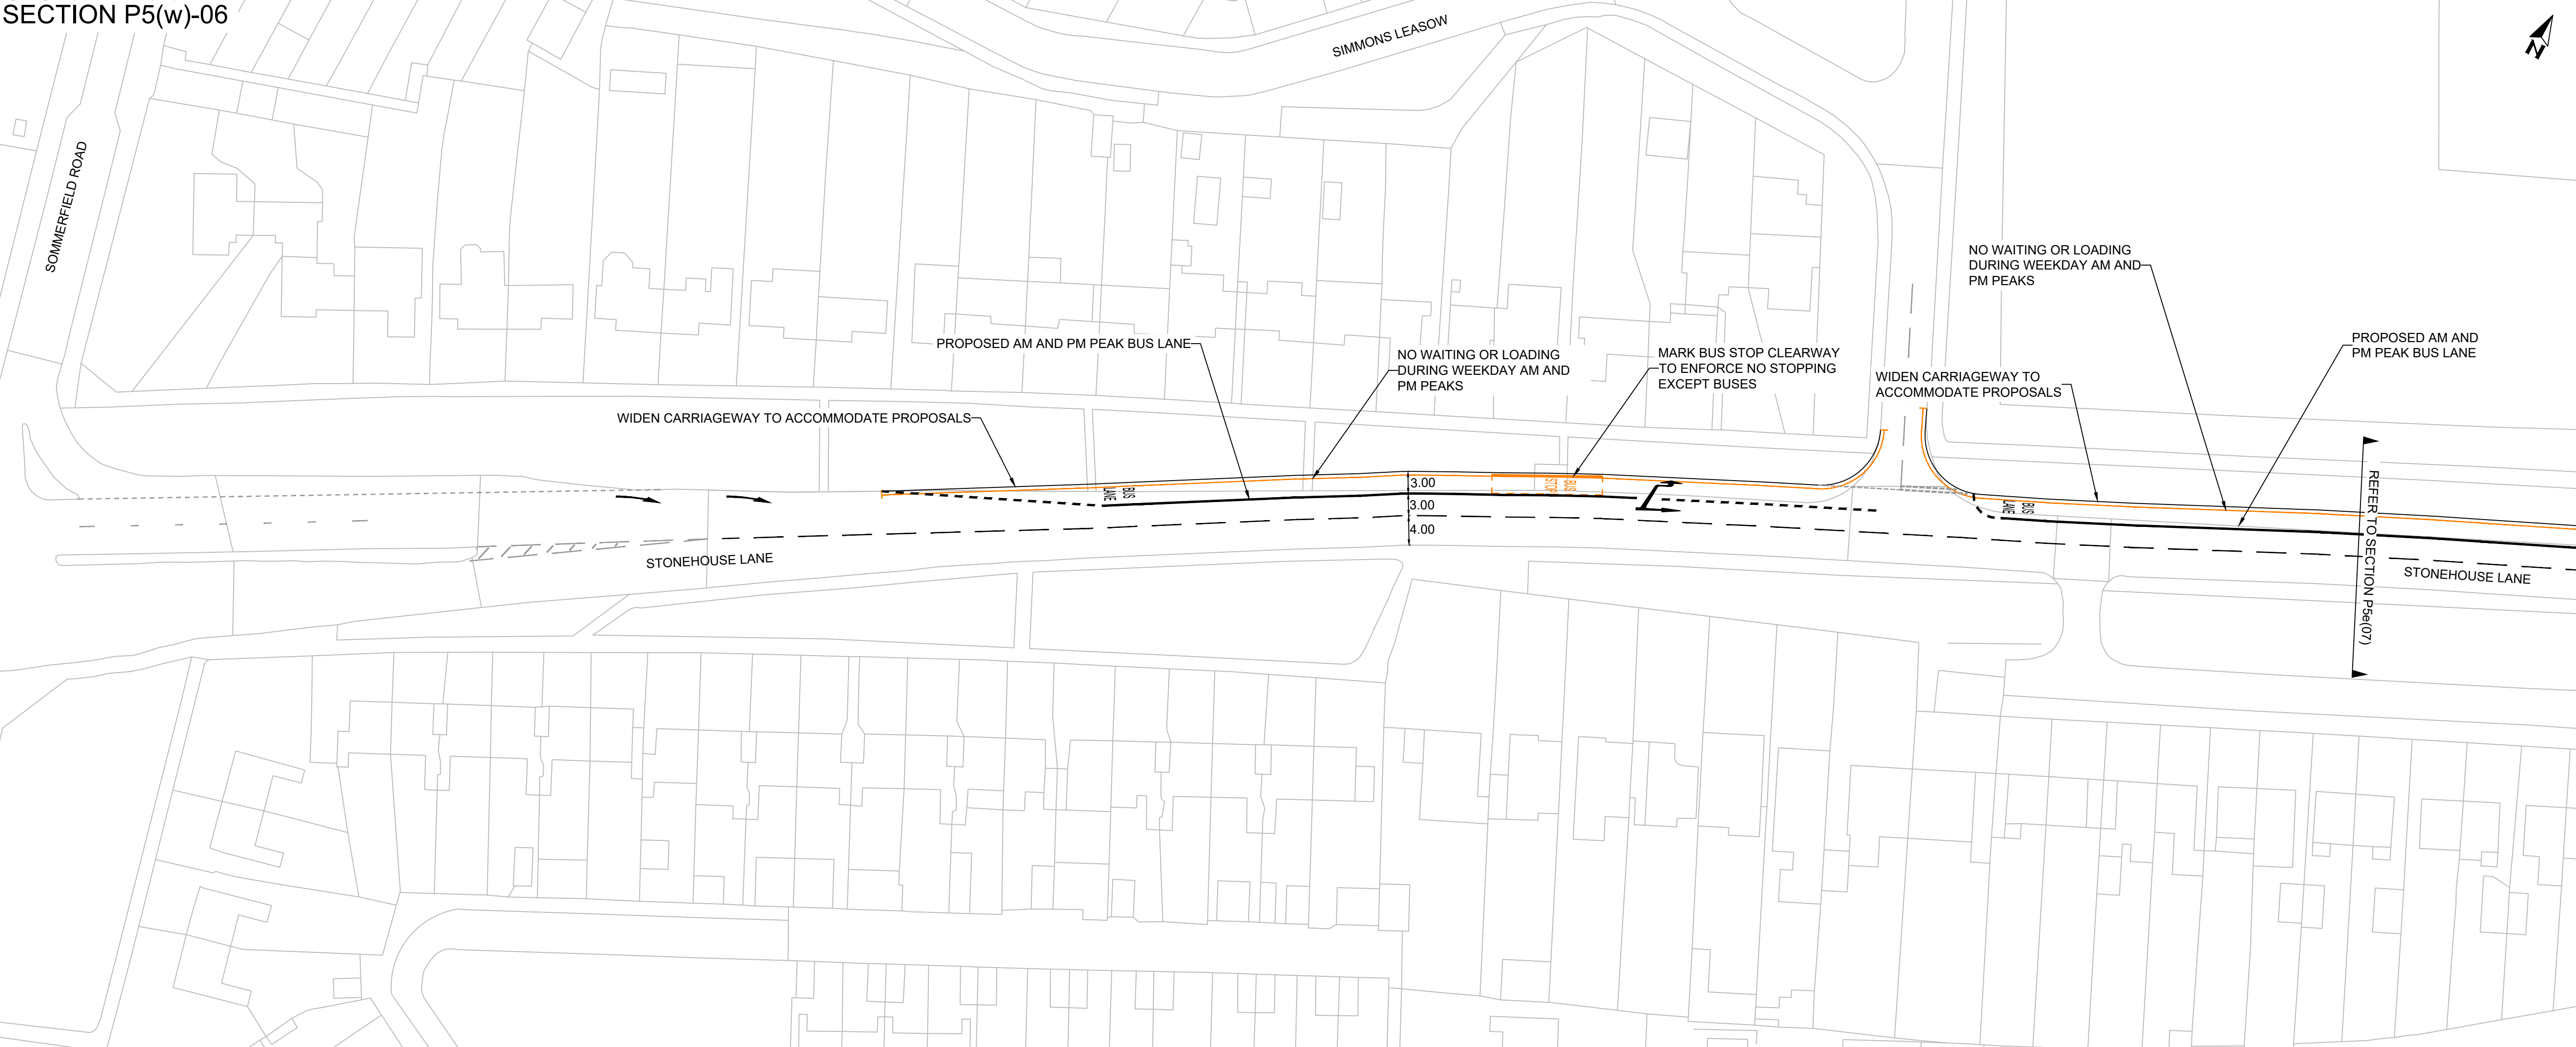 SECTION P5(w)-06
SIMMONS LEASOW
N
SOMMERFIELD ROAD
NO WAITING OR LOADING
DURING WEEKDAY AM AND
PM PEAKS
PROPOSED AM AND
PM PEAK BUS LANE
PROPOSED AM AND PM PEAK BUS LANE
NO WAITING OR LOADING
DURING WEEKDAY AM AND
PM PEAKS
MARK BUS STOP CLEARWAY
TO ENFORCE NO STOPPING
EXCEPT BUSES
WIDEN CARRIAGEWAY TO
ACCOMMODATE PROPOSALS
WIDEN CARRIAGEWAY TO ACCOMMODATE PROPOSALS
BUS
LANE
3.00
3.00
4.00
BUS
STOP
BUS
LANE
REFER TO SECTION P5e(07)
STONEHOUSE LANE
STONEHOUSE LANE